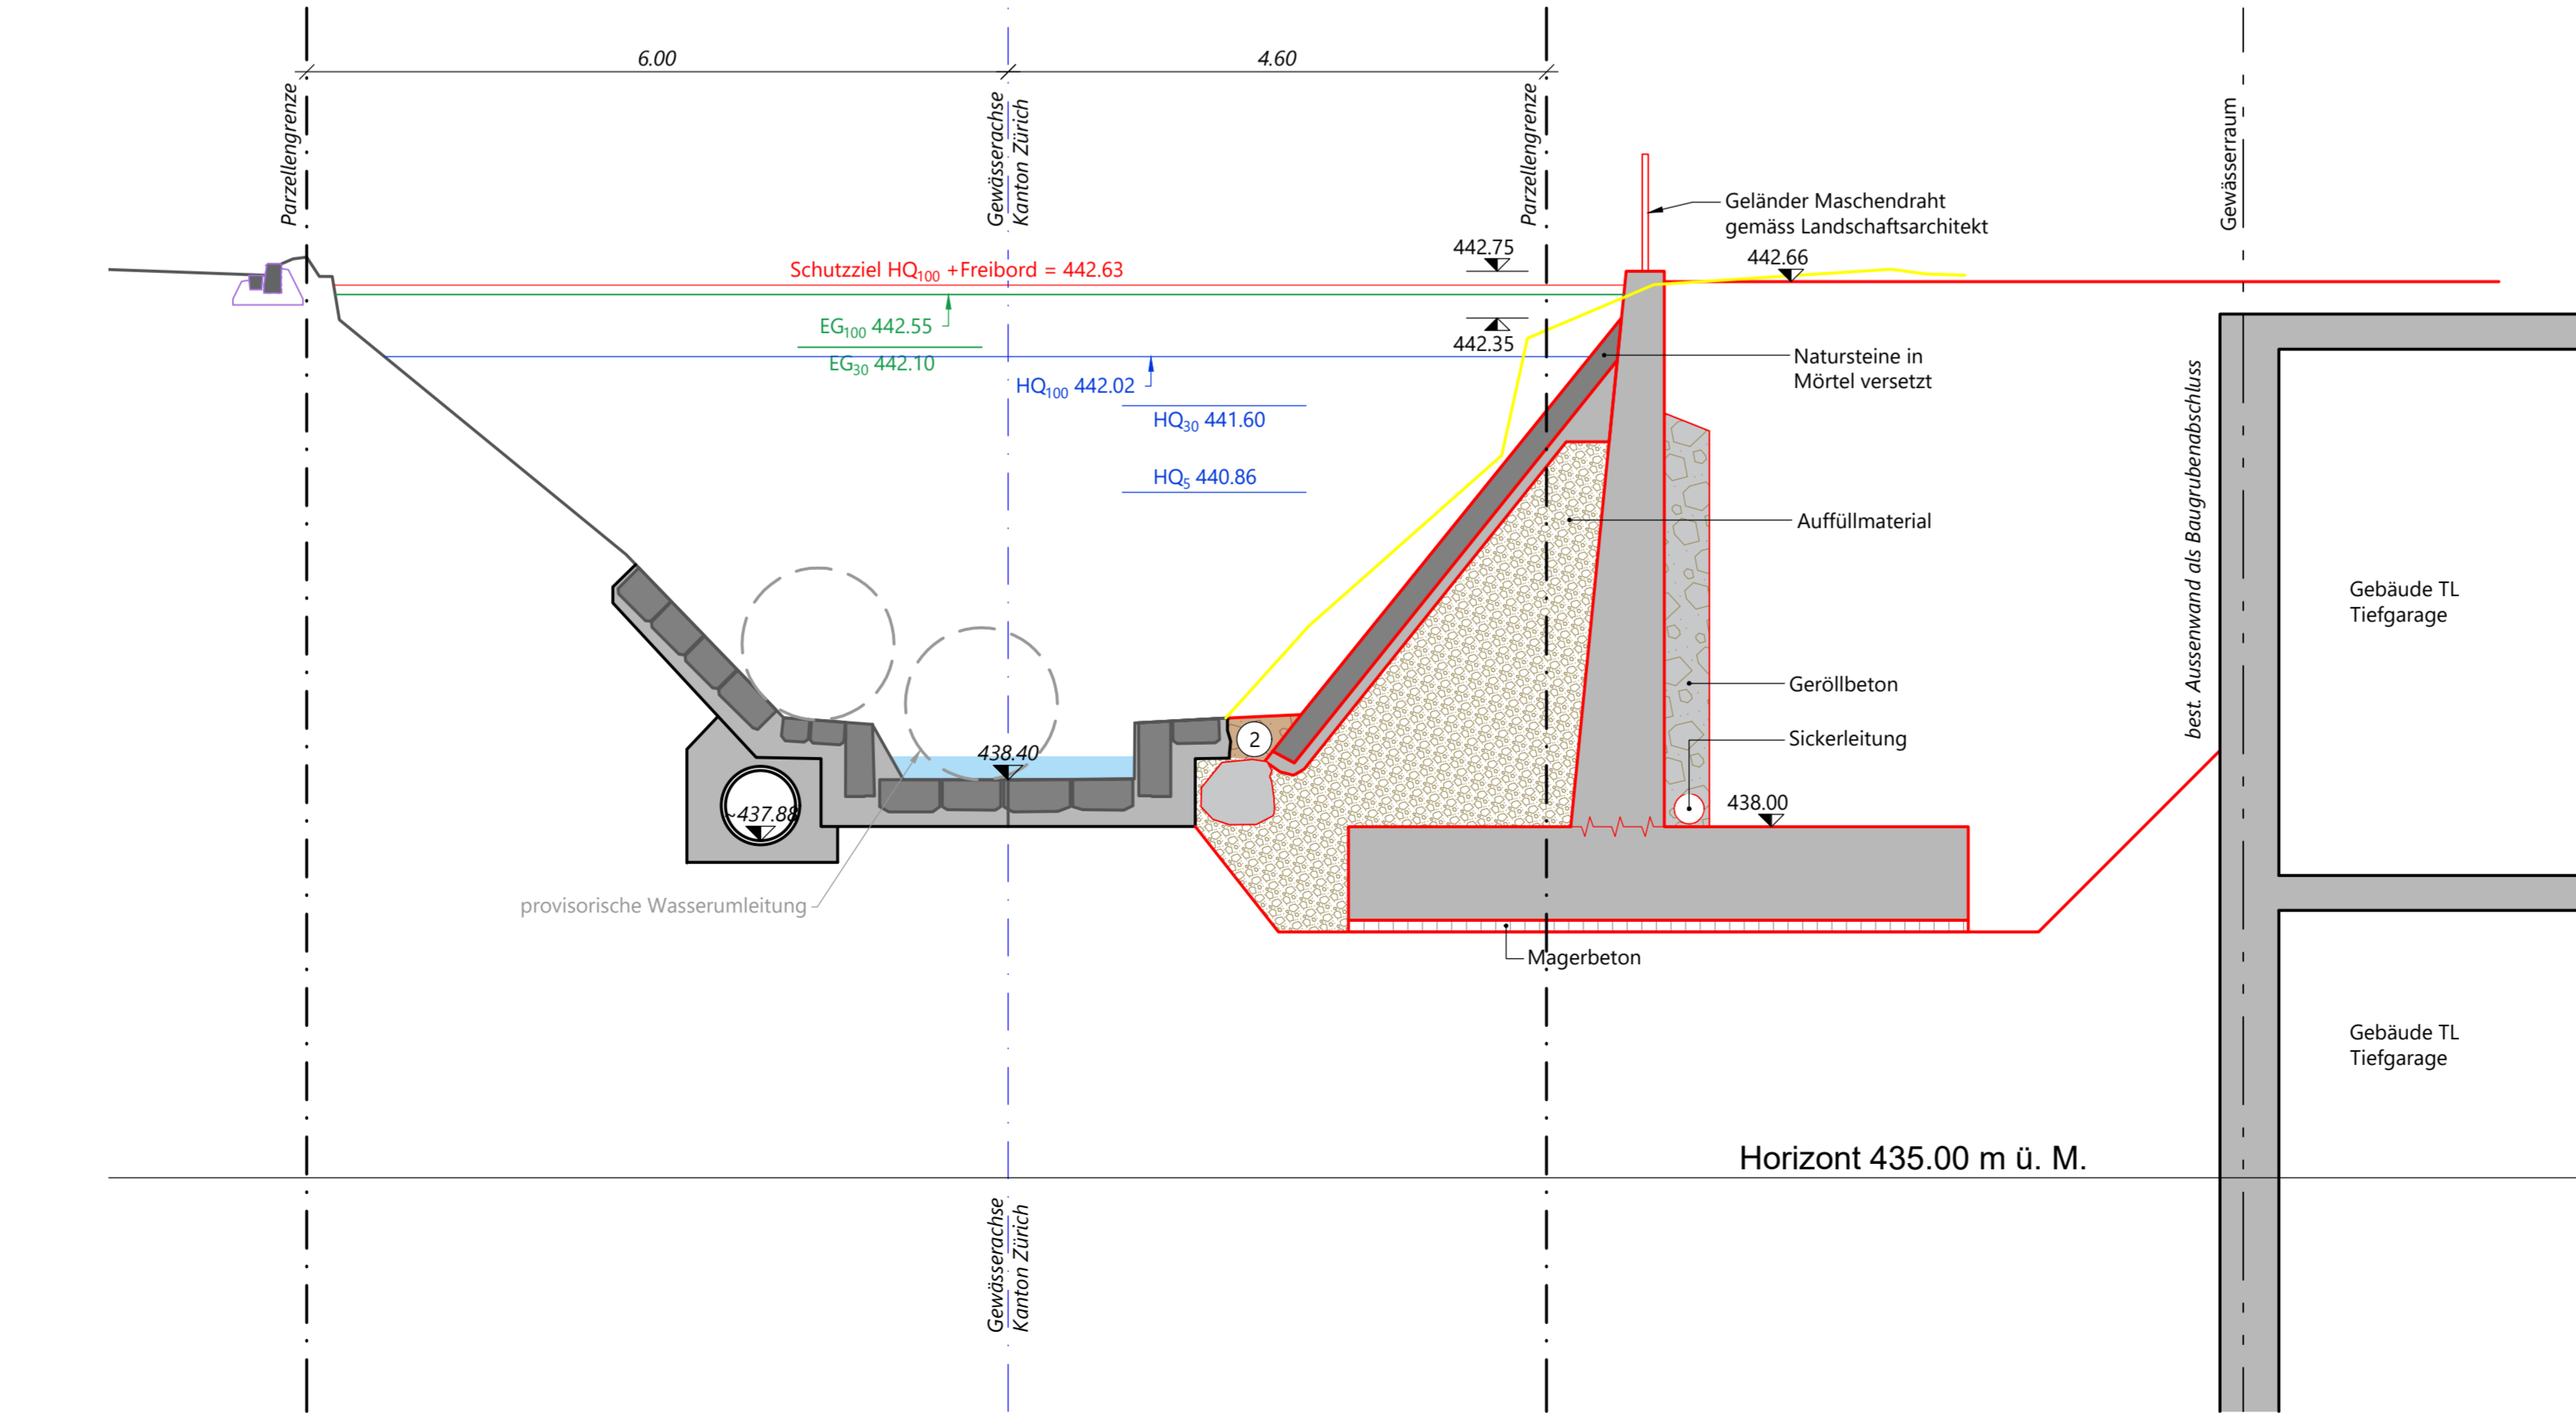 6.00
4.60
Parzellengrenze
Gewässerachse
Kanton Zürich
Parzellengrenze
Gewässerraum
Geländer Maschendraht
gemäss Landschaftsarchitekt
442.75
442.66
Schutzziel HQ100 +Freibord = 442.63
EG100 442.55
EG30 442.10
442.35
HQ100 442.02
Natursteine in
Mörtel versetzt
HQ30 441.60
HQ5 440.86
best. Aussenwand als Baugrubenabschluss
Auffüllmaterial
Gebäude TL
Tiefgarage
Geröllbeton
2
Sickerleitung
438.40
438.00
~437.88
provisorische Wasserumleitung
Magerbeton
Gebäude TL
Tiefgarage
Horizont 435.00 m ü. M.
Gewässerachse
Kanton Zürich